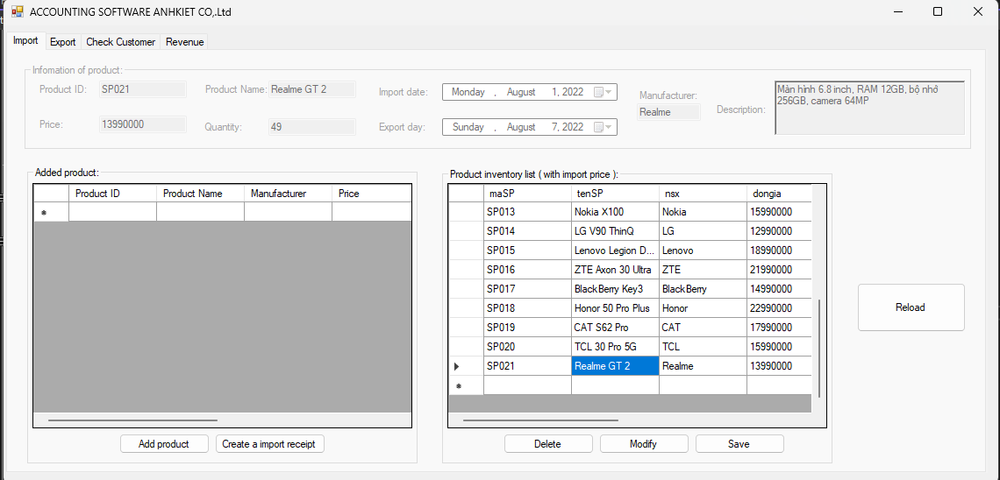 ACCOUNTING SOFTWARE ANHKIET CO,.Ltd
Import Export Check Customer Revenue
Infomation of product:
Product ID: SP021 Product Name: Realme GT 2 Import date: Monday , August 1, 2022 Manufacturer: Realme Description: Màn hình 6.8 inch, RAM 12GB, bộ nhớ
256GB, camera 64MP
Price: 13990000 Quantity: 49 Export day: Sunday , August 7, 2022
Added product:
Product ID Product Name Manufacturer Price
Add product Create a import receipt
Product inventory list ( with import price ):
maSP tenSP nsx dongia
SP013 Nokia X100 Nokia 15990000
SP014 LG V90 ThinQ LG 12990000
SP015 Lenovo Legion D... Lenovo 18990000
SP016 ZTE Axon 30 Ultra ZTE 21990000
SP017 BlackBerry Key3 BlackBerry 14990000
SP018 Honor 50 Pro Plus Honor 22990000
SP019 CAT S62 Pro CAT 17990000
SP020 TCL 30 Pro 5G TCL 15990000
SP021 Realme GT 2 Realme 13990000
Delete Modify Save
Reload